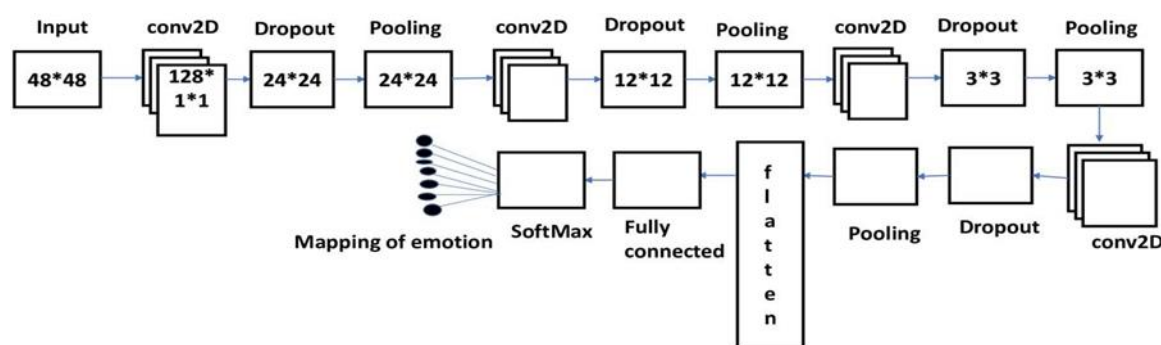 Input
conv2D
Dropout
Pooling
conv2D
Dropout
Pooling
conv2D
Dropout
Pooling
48*48
128*
1*1
24*24
24*24
12*12
12*12
3*3
3*3
conv2D
Dropout
Pooling
flatten
Fully
connected
SoftMax
Mapping of emotion